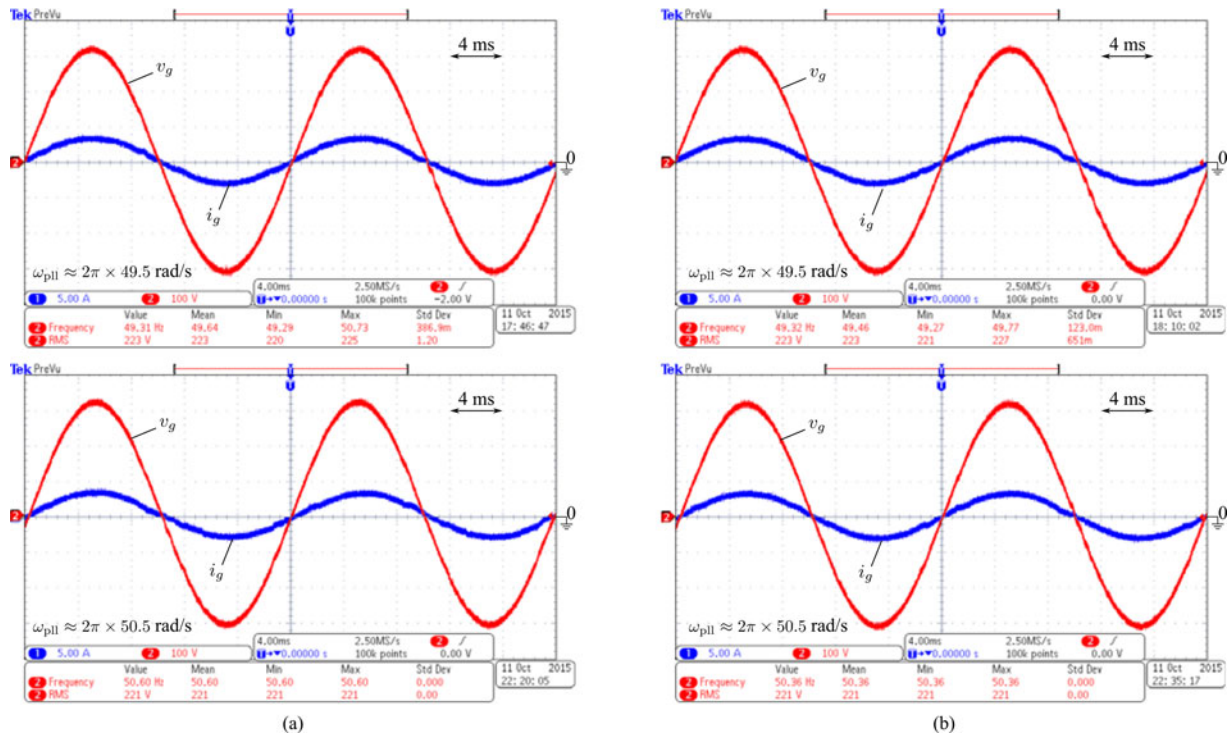 Tek PreVu
4 ms
v_g
i_g
0
ω_pll ≈ 2π × 49.5 rad/s
1 5.00 A 2 100 V
4.00ms 2.50MS/s 2
T→▼0.00000 s 100k points −2.00 V
Value Mean Min Max Std Dev
2 Frequency 49.31 Hz 49.64 49.29 50.73 386.9m
2 RMS 223 V 223 220 225 1.20
11 Oct 2015
17:46:47
Tek PreVu
4 ms
v_g
i_g
0
ω_pll ≈ 2π × 49.5 rad/s
1 5.00 A 2 100 V
4.00ms 2.50MS/s 2
T→▼0.00000 s 100k points 0.00 V
Value Mean Min Max Std Dev
2 Frequency 49.32 Hz 49.46 49.27 49.77 123.0m
2 RMS 223 V 223 221 227 651m
11 Oct 2015
18:10:02
Tek PreVu
4 ms
v_g
i_g
0
ω_pll ≈ 2π × 50.5 rad/s
1 5.00 A 2 100 V
4.00ms 2.50MS/s 2
T→▼0.00000 s 100k points 0.00 V
Value Mean Min Max Std Dev
2 Frequency 50.60 Hz 50.60 50.60 50.60 0.000
2 RMS 221 V 221 221 221 0.00
11 Oct 2015
22:20:05
Tek PreVu
4 ms
v_g
i_g
0
ω_pll ≈ 2π × 50.5 rad/s
1 5.00 A 2 100 V
4.00ms 2.50MS/s 2
T→▼0.00000 s 100k points 0.00 V
Value Mean Min Max Std Dev
2 Frequency 50.36 Hz 50.36 50.36 50.36 0.000
2 RMS 221 V 221 221 221 0.00
11 Oct 2015
22:35:17
(a)
(b)